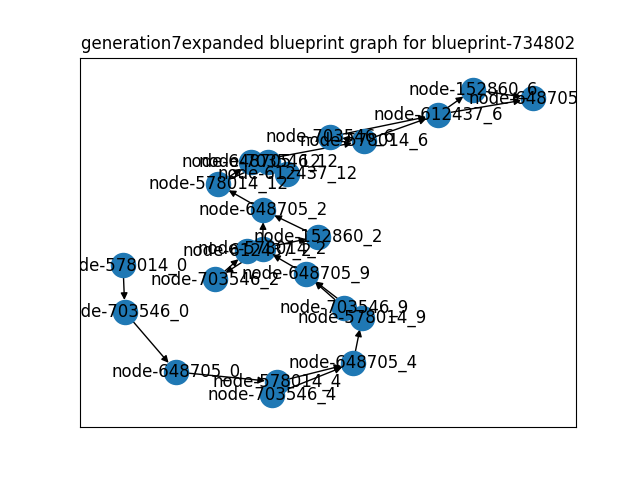 generation7expanded blueprint graph for blueprint-734802
node-152860_6
node-648705
node-612437_6
node-703546_6
node-578014_6
node-648705_12
node-703546_12
node-612437_12
node-578014_12
node-648705_2
node-152860_2
node-612437_2
node-578014_2
de-578014_0
node-648705_9
node-703546_2
node-703546_9
de-703546_0
node-578014_9
node-648705_4
node-648705_0
node-578014_4
node-703546_4